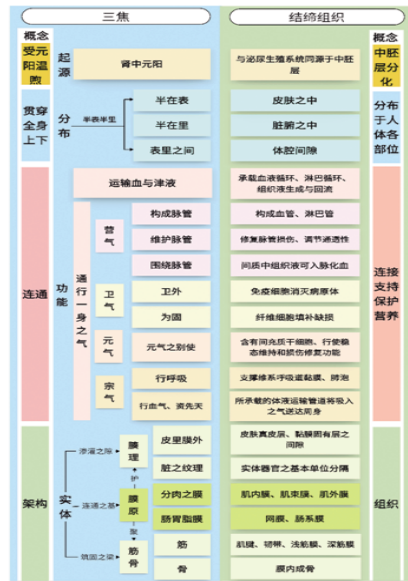 三焦
结缔组织
概念
受元阳温煦
起源
肾中元阳
与泌尿生殖系统同源于中胚层
概念
中胚层分化
贯穿全身上下
分布
半表半里
半在表
皮肤之中
半在里
脏腑之中
表里之间
体腔间隙
分布于人体各部位
连通
功能
运输血与津液
承载血液循环、淋巴循环、
组织液生成与回流
通行一身之气
营气
构成脉管
构成血管、淋巴管
维护脉管
修复脉管损伤、调节通透性
围绕脉管
间质中组织液可入脉化血
卫气
卫外
免疫细胞消灭病原体
为固
纤维细胞填补缺损
元气
元气之别使
含有间充质干细胞、行使稳态维持和损伤修复功能
宗气
行呼吸
支撑维系呼吸道黏膜、肺泡
行血气、资先天
所承载的体液运输管道将吸入之气送达周身
连接支持保护营养
架构
实体
渗灌之隙
腠理
皮里膜外
皮肤真皮层、黏膜固有层之间隙
脏之纹理
实体器官之基本单位分隔
护
连通之基
膜原
分肉之膜
肌内膜、肌束膜、肌外膜
肠胃脂膜
网膜、肠系膜
聚
筑固之梁
筋骨
筋
肌腱、韧带、浅筋膜、深筋膜
骨
膜内成骨
组织